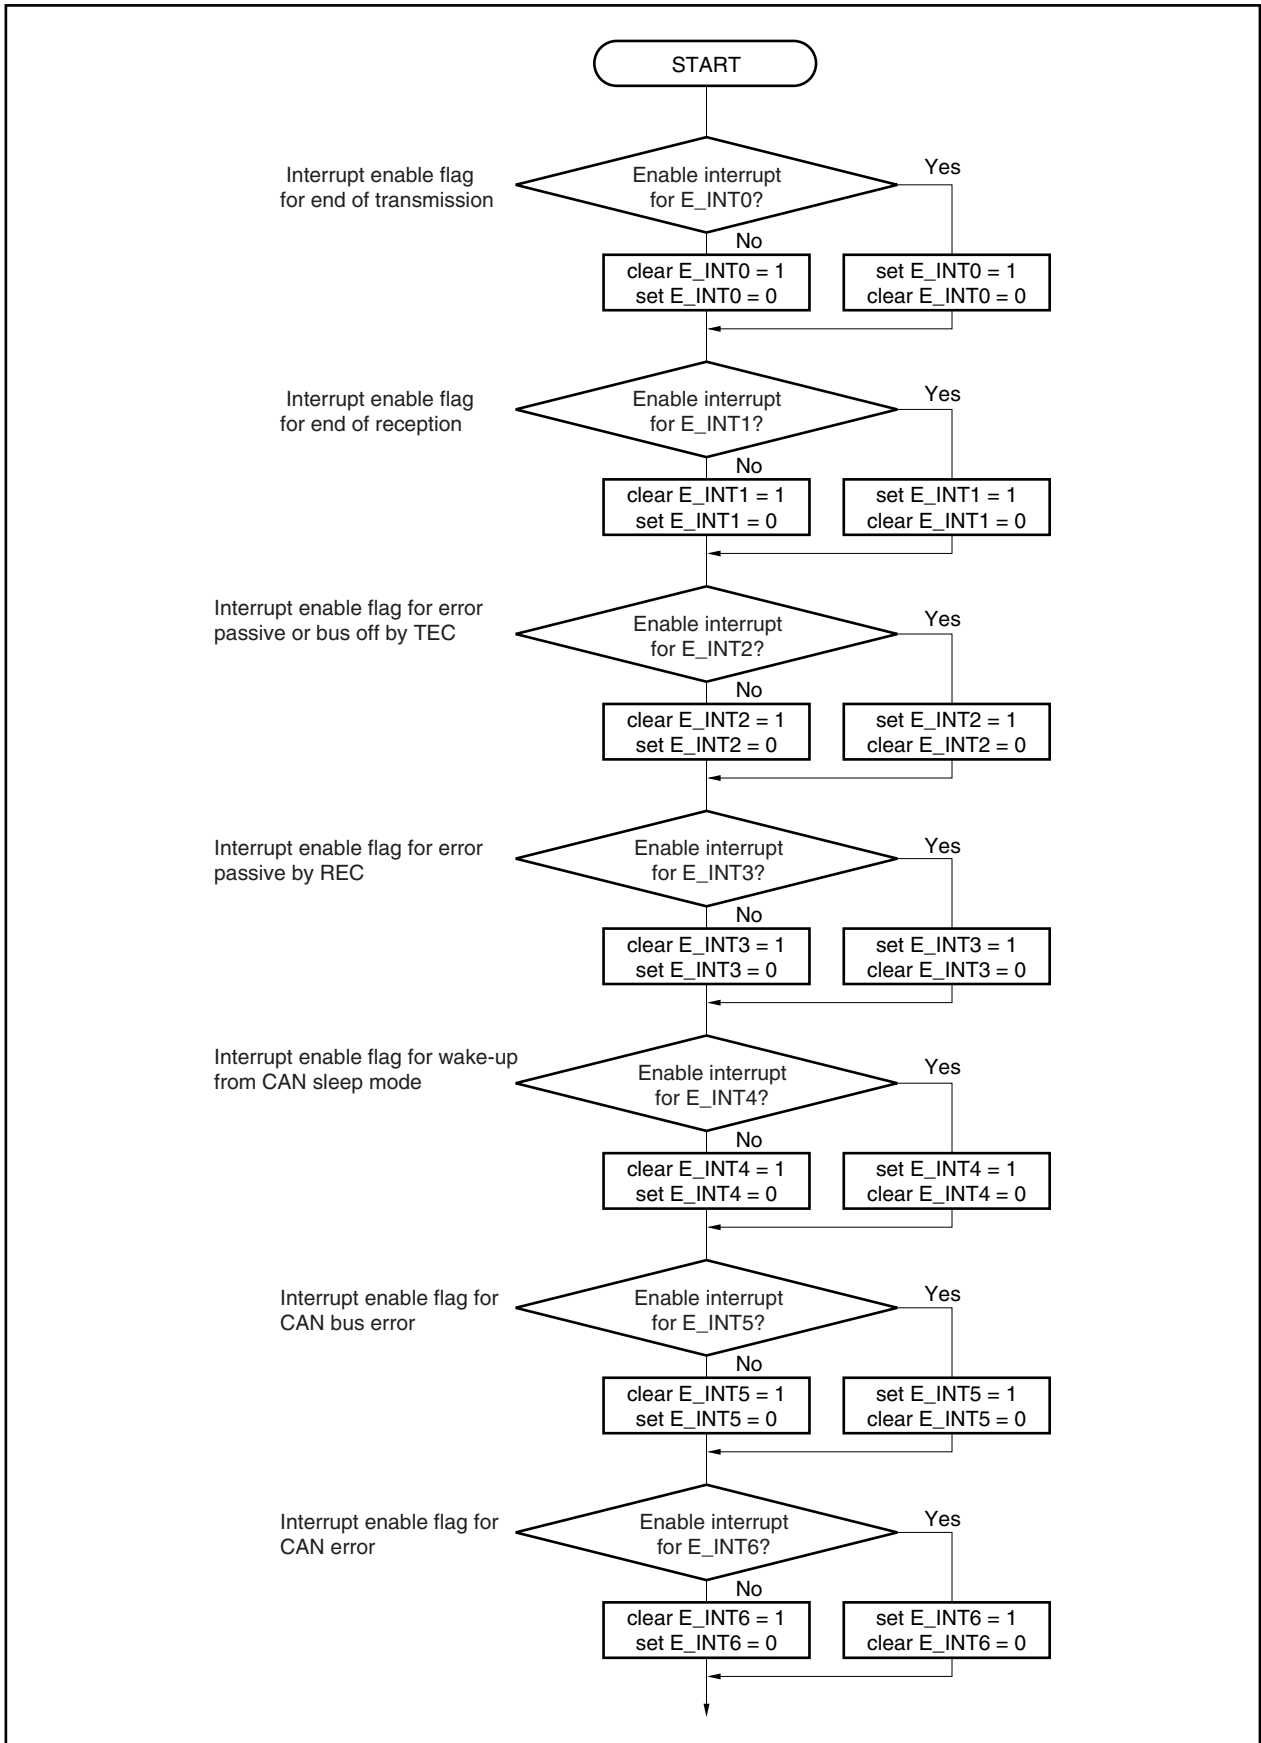 START
Interrupt enable flag
for end of transmission
Enable interrupt
for E_INT0?
Yes
No
clear E_INT0 = 1
set E_INT0 = 0
set E_INT0 = 1
clear E_INT0 = 0
Interrupt enable flag
for end of reception
Enable interrupt
for E_INT1?
Yes
No
clear E_INT1 = 1
set E_INT1 = 0
set E_INT1 = 1
clear E_INT1 = 0
Interrupt enable flag for error
passive or bus off by TEC
Enable interrupt
for E_INT2?
Yes
No
clear E_INT2 = 1
set E_INT2 = 0
set E_INT2 = 1
clear E_INT2 = 0
Interrupt enable flag for error
passive by REC
Enable interrupt
for E_INT3?
Yes
No
clear E_INT3 = 1
set E_INT3 = 0
set E_INT3 = 1
clear E_INT3 = 0
Interrupt enable flag for wake-up
from CAN sleep mode
Enable interrupt
for E_INT4?
Yes
No
clear E_INT4 = 1
set E_INT4 = 0
set E_INT4 = 1
clear E_INT4 = 0
Interrupt enable flag for
CAN bus error
Enable interrupt
for E_INT5?
Yes
No
clear E_INT5 = 1
set E_INT5 = 0
set E_INT5 = 1
clear E_INT5 = 0
Interrupt enable flag for
CAN error
Enable interrupt
for E_INT6?
Yes
No
clear E_INT6 = 1
set E_INT6 = 0
set E_INT6 = 1
clear E_INT6 = 0